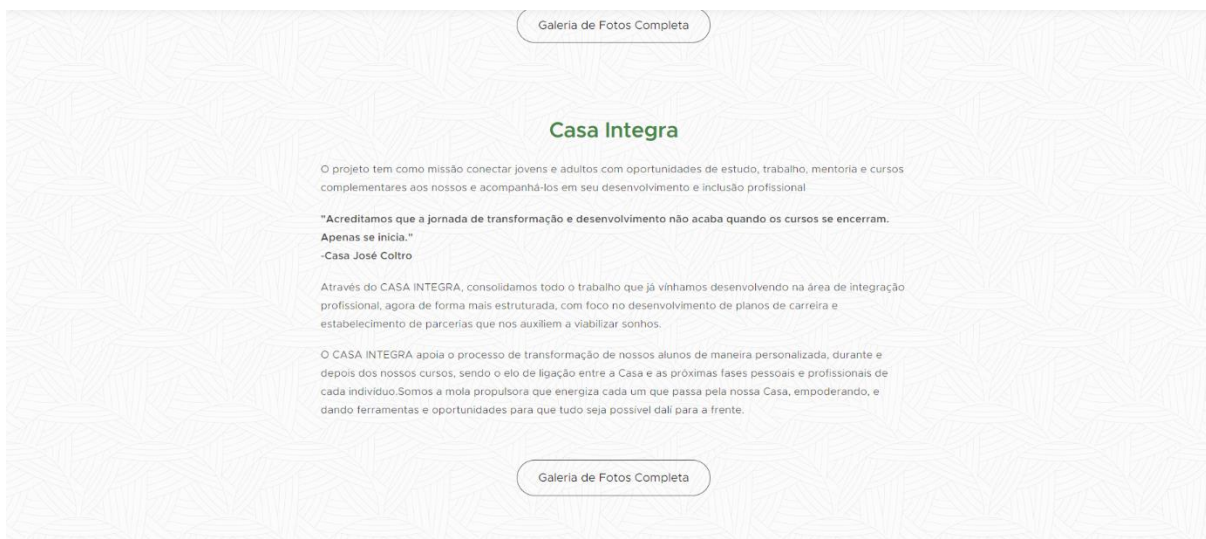 Galeria de Fotos Completa
Casa Integra
O projeto tem como missão conectar jovens e adultos com oportunidades de estudo, trabalho, mentoria e cursos
complementares aos nossos e acompanhá-los em seu desenvolvimento e inclusão profissional
"Acreditamos que a jornada de transformação e desenvolvimento não acaba quando os cursos se encerram.
Apenas se inicia."
-Casa José Coltro
Através do CASA INTEGRA, consolidamos todo o trabalho que já vínhamos desenvolvendo na área de integração
profissional, agora de forma mais estruturada, com foco no desenvolvimento de planos de carreira e
estabelecimento de parcerias que nos auxiliem a viabilizar sonhos.
O CASA INTEGRA apoia o processo de transformação de nossos alunos de maneira personalizada, durante e
depois dos nossos cursos, sendo o elo de ligação entre a Casa e as próximas fases pessoais e profissionais de
cada indivíduo.Somos a mola propulsora que energiza cada um que passa pela nossa Casa, empoderando, e
dando ferramentas e oportunidades para que tudo seja possível dali para a frente.
Galeria de Fotos Completa